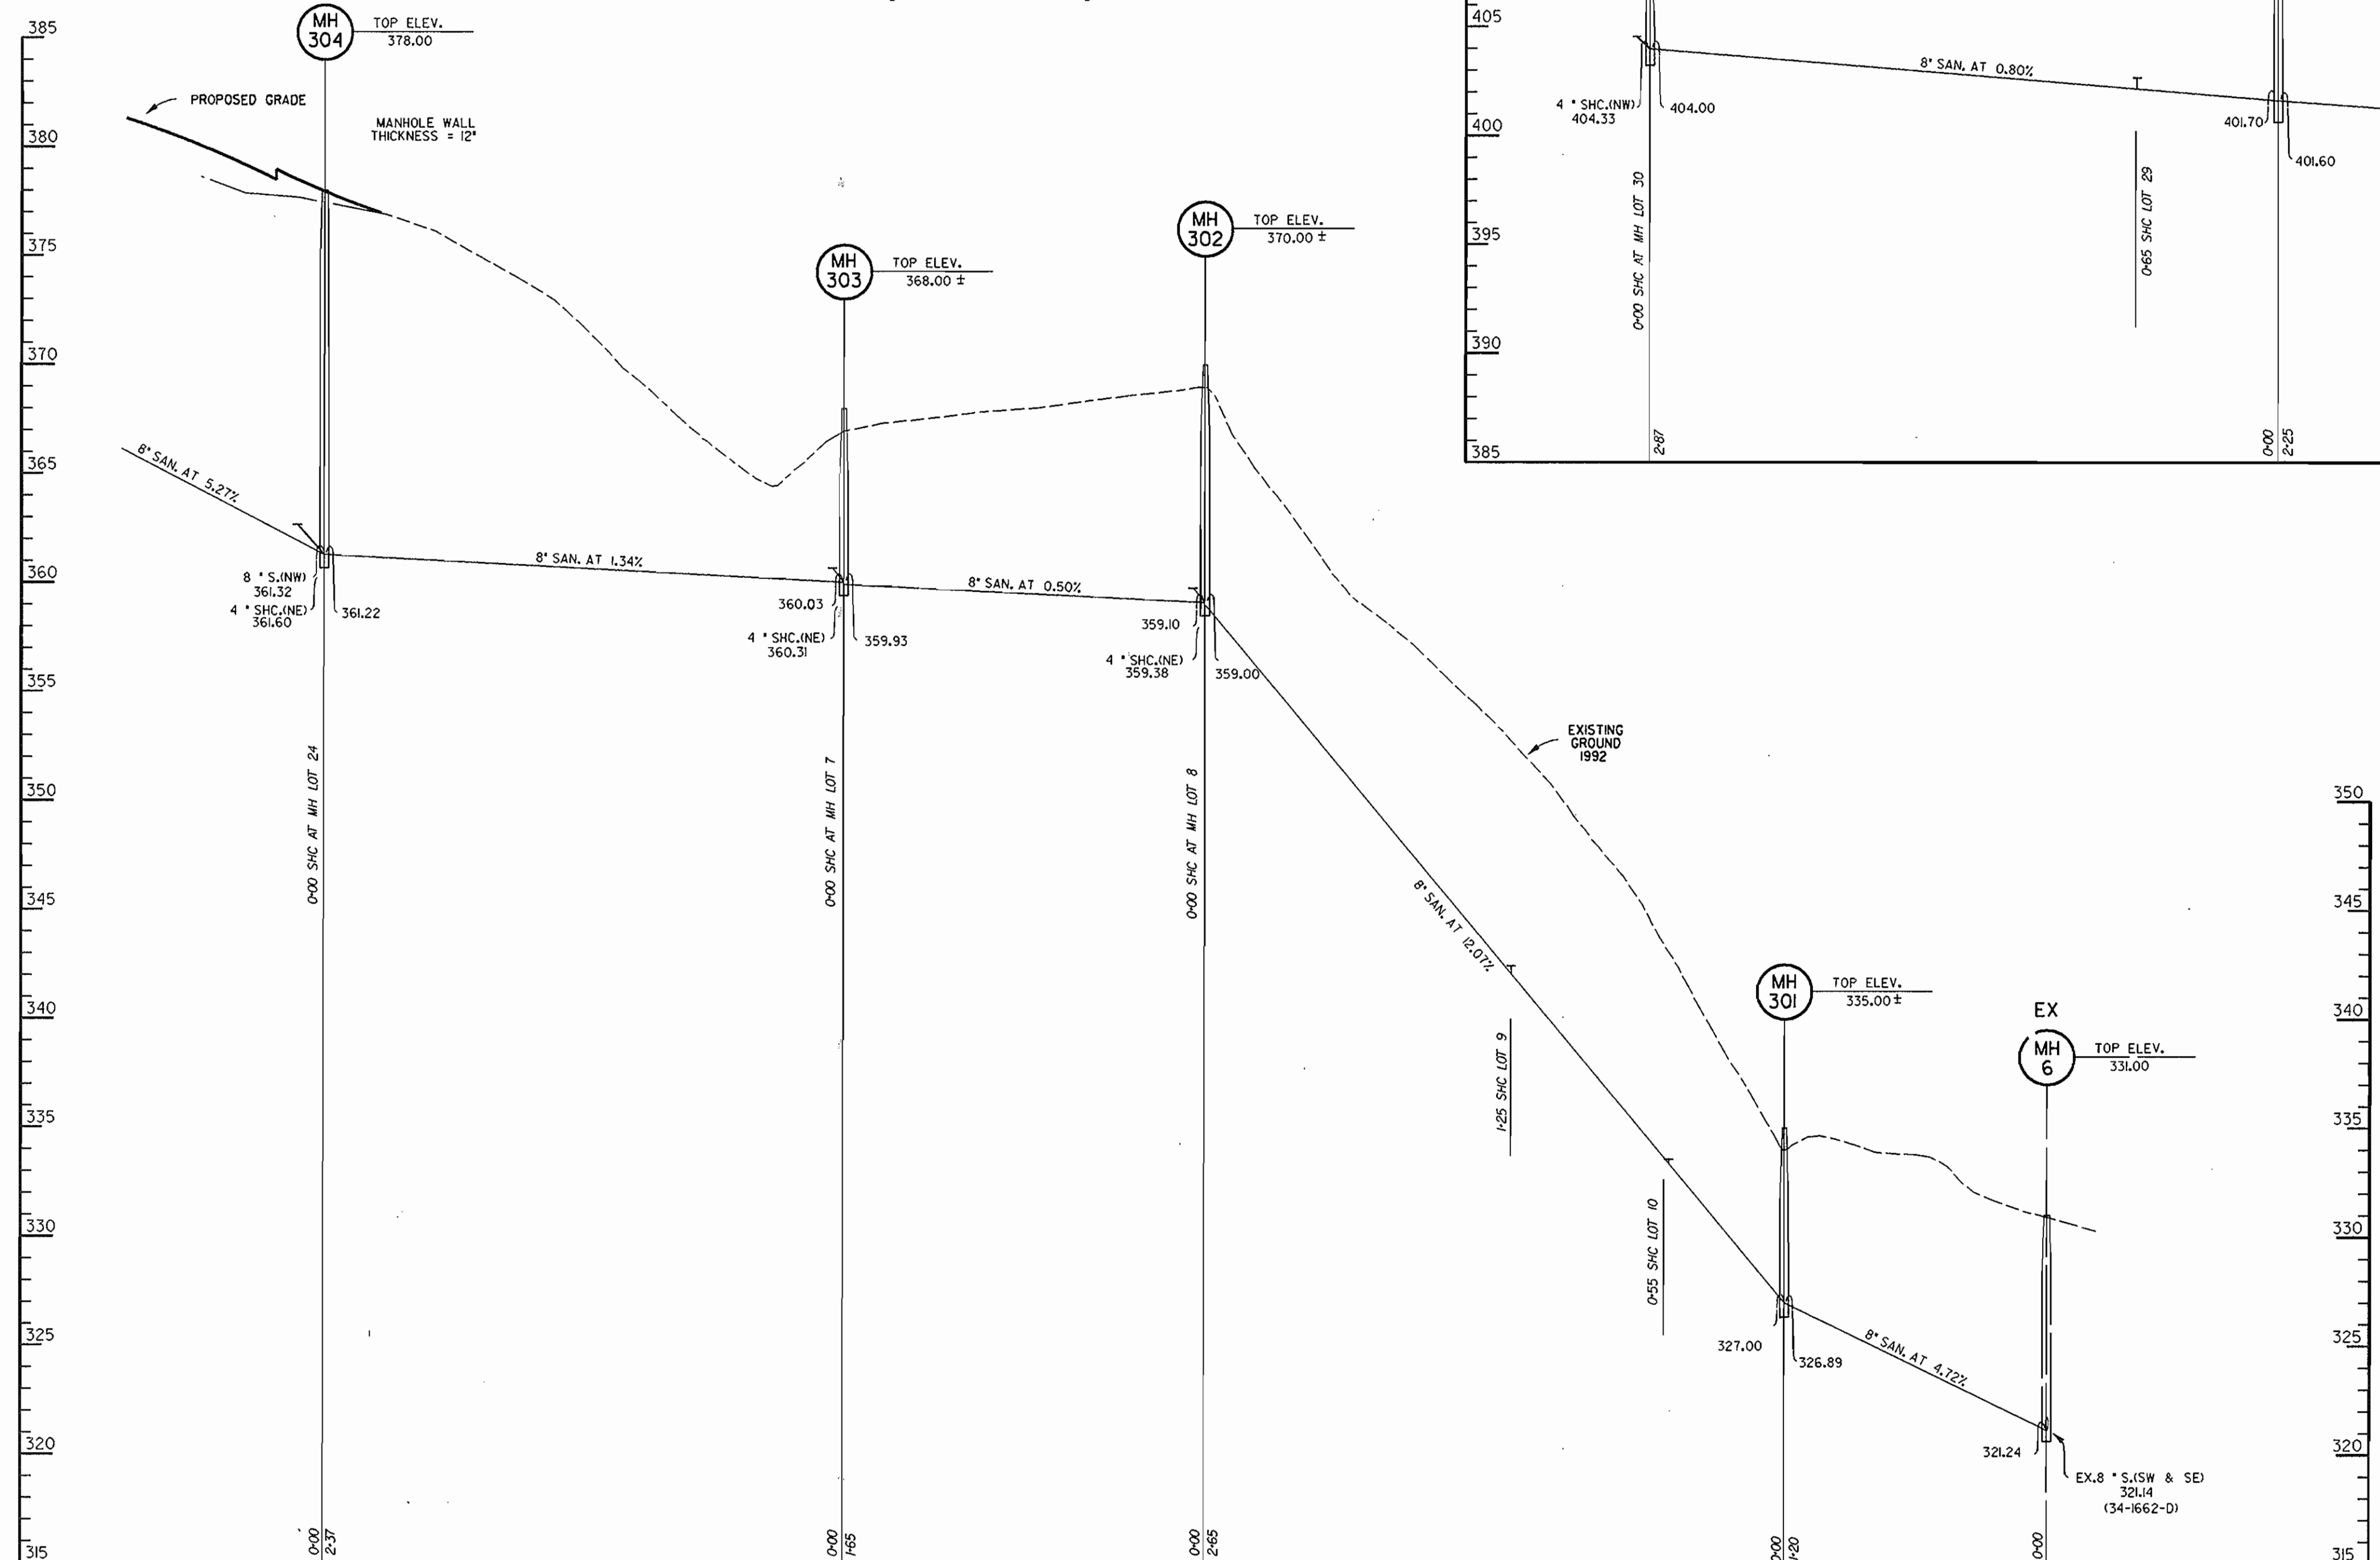 385
380
375
370
365
360
355
350
345
340
335
330
325
320
315
MH
304
TOP ELEV.
378.00
PROPOSED GRADE
MANHOLE WALL
THICKNESS = 12"
8" SAN. AT 5.27%
8 " S.(NW)
361.32
4 " SHC.(NE)
361.60
361.22
0+00 SHC AT MH LOT 24
0+00
2+37
8" SAN. AT 1.34%
MH
303
TOP ELEV.
368.00 ±
360.03
4 " SHC.(NE)
360.31
359.93
0+00 SHC AT MH LOT 7
0+00
1+65
8" SAN. AT 0.50%
MH
302
TOP ELEV.
370.00 ±
359.10
4 " SHC.(NE)
359.38
359.00
0+00 SHC AT MH LOT 8
0+00
2+65
8" SAN. AT 12.07%
EXISTING
GROUND
1992
1+25 SHC LOT 9
0+55 SHC LOT 10
MH
301
TOP ELEV.
335.00 ±
327.00
326.89
0+00
1+20
8" SAN. AT 4.72%
EX
MH
6
TOP ELEV.
331.00
321.24
EX.8 " S.(SW & SE)
321.14
(34-1662-D)
0+00
350
345
340
335
330
325
320
315
405
400
395
390
385
4 " SHC.(NW)
404.33
404.00
0+00 SHC AT MH LOT 30
2+87
8" SAN. AT 0.80%
0+65 SHC LOT 29
401.70
401.60
0+00
2+25